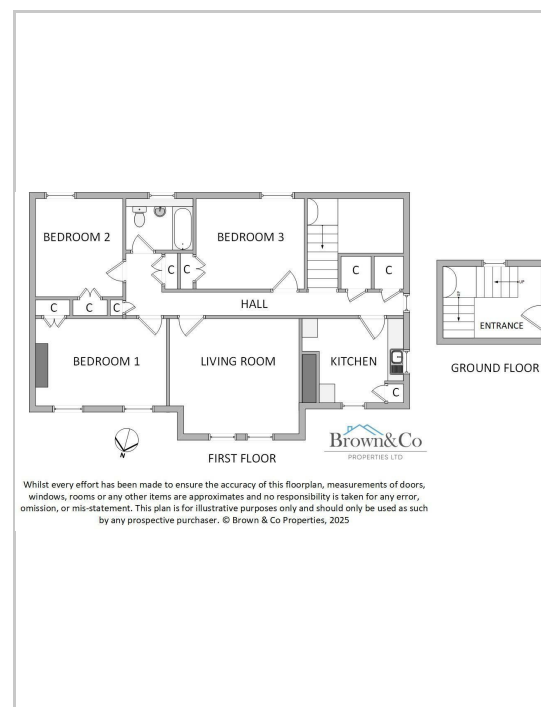 BEDROOM 2
BEDROOM 3
C
C
C
C
C
C
C
HALL
UP
UP
ENTRANCE
GROUND FLOOR
BEDROOM 1
LIVING ROOM
KITCHEN
C
N
FIRST FLOOR
Brown&Co
PROPERTIES LTD
Whilst every effort has been made to ensure the accuracy of this floorplan, measurements of doors,
windows, rooms or any other items are approximates and no responsibility is taken for any error,
omission, or mis-statement. This plan is for illustrative purposes only and should only be used as such
by any prospective purchaser. © Brown & Co Properties, 2025